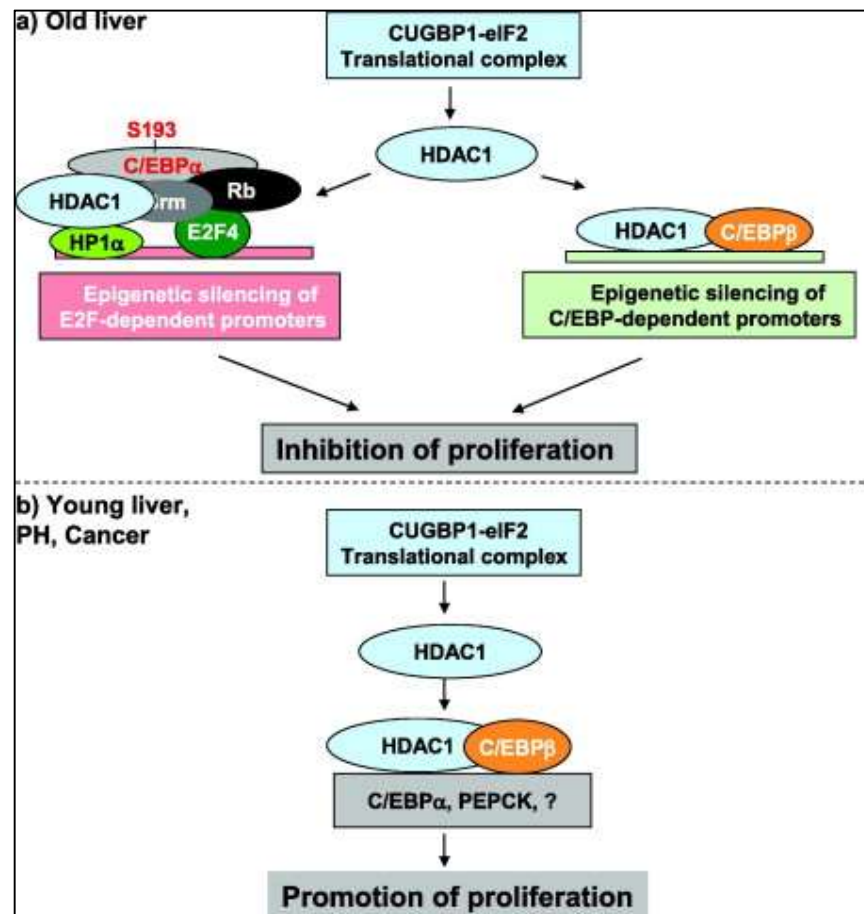 a) Old liver
CUGBP1-eIF2
Translational complex
HDAC1
S193
C/EBPα
Rb
HDAC1
rm
HP1α
E2F4
HDAC1
C/EBPβ
Epigenetic silencing of
E2F-dependent promoters
Epigenetic silencing of
C/EBP-dependent promoters
Inhibition of proliferation
b) Young liver,
PH, Cancer
CUGBP1-eIF2
Translational complex
HDAC1
HDAC1
C/EBPβ
C/EBPα, PEPCK, ?
Promotion of proliferation